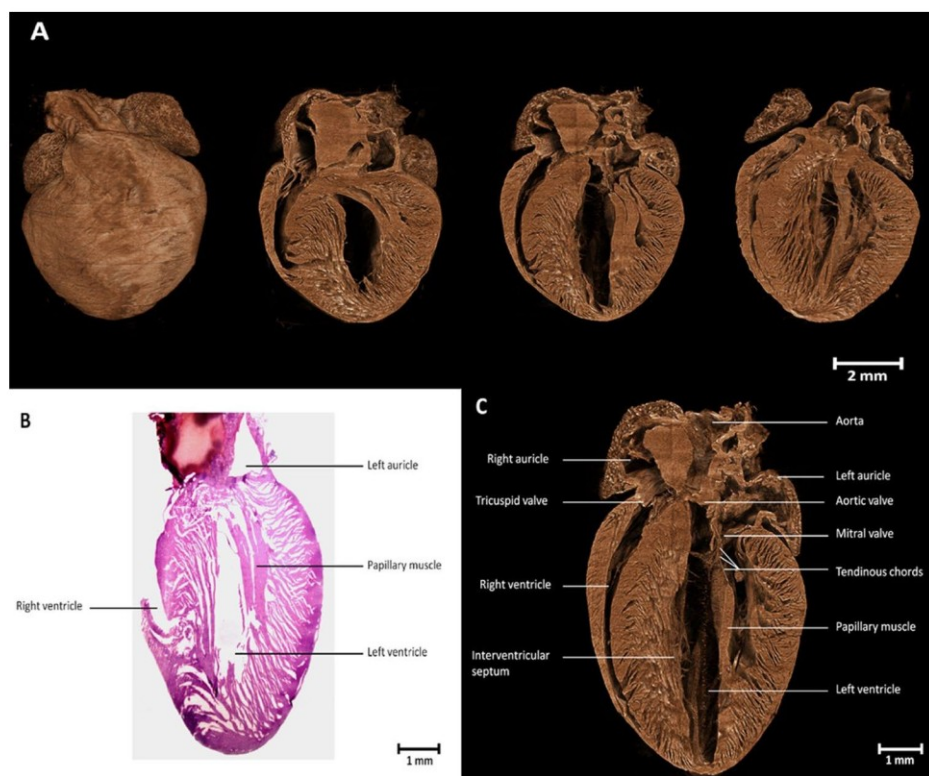 A
2 mm
B
Left auricle
Papillary muscle
Right ventricle
Left ventricle
1 mm
C
Aorta
Right auricle
Left auricle
Tricuspid valve
Aortic valve
Mitral valve
Tendinous chords
Right ventricle
Papillary muscle
Interventricular
septum
Left ventricle
1 mm